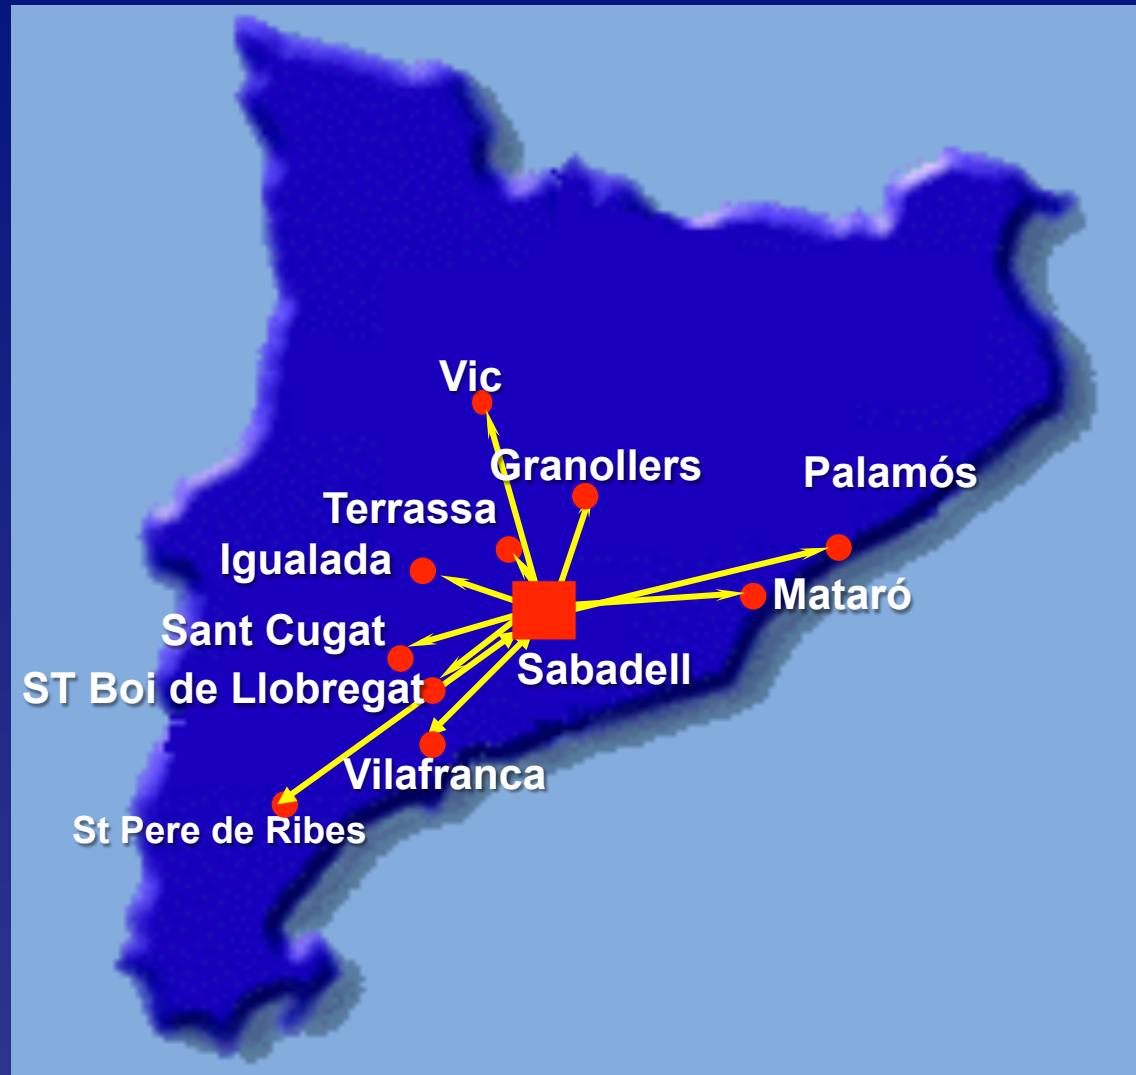 Vic
Granollers
Palamós
Terrassa
Igualada
Mataró
Sant Cugat
Sabadell
ST Boi de Llobregat
Vilafranca
St Pere de Ribes